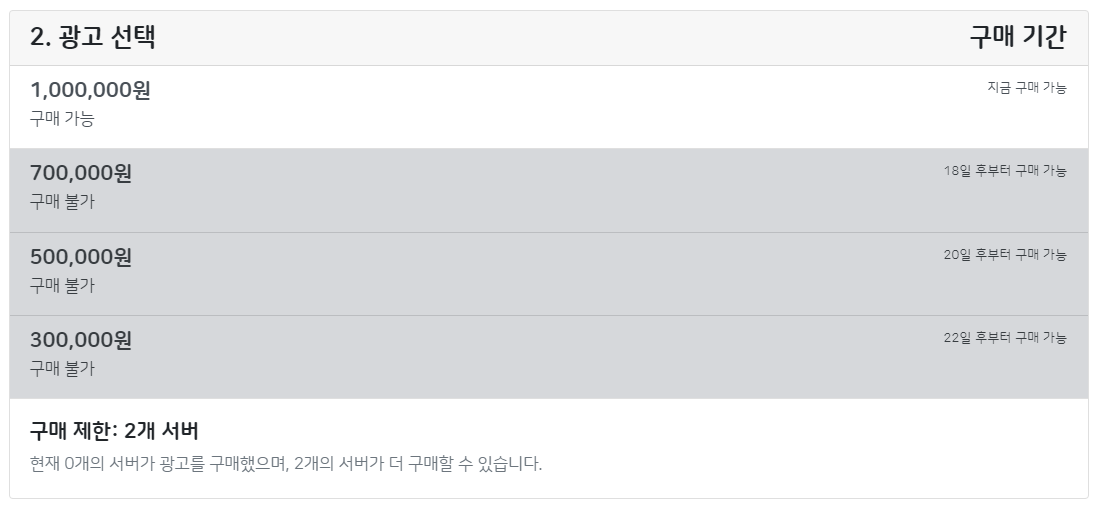 2. 광고 선택 구매 기간
1,000,000원 지금 구매 가능
구매 가능
700,000원 18일 후부터 구매 가능
구매 불가
500,000원 20일 후부터 구매 가능
구매 불가
300,000원 22일 후부터 구매 가능
구매 불가
구매 제한: 2개 서버
현재 0개의 서버가 광고를 구매했으며, 2개의 서버가 더 구매할 수 있습니다.